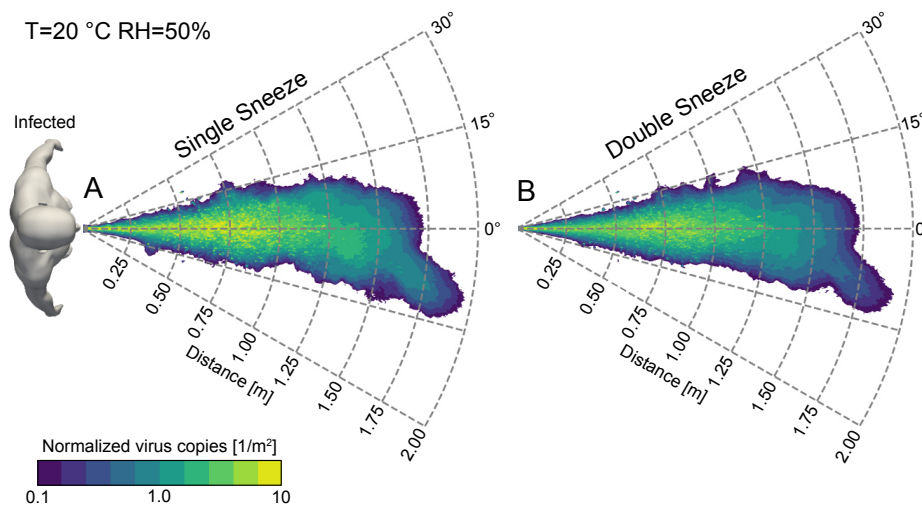 T=20 °C RH=50%
Infected
A
Single Sneeze
30°
15°
0°
0.25
0.50
0.75
1.00
1.25
1.50
1.75
2.00
Distance [m]
B
Double Sneeze
30°
15°
0°
0.25
0.50
0.75
1.00
1.25
1.50
1.75
2.00
Distance [m]
Normalized virus copies [1/m²]
0.1 1.0 10